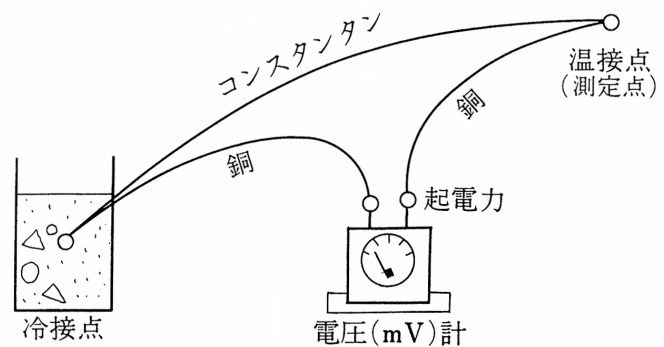 コンスタンタン
温接点
(測定点)
銅
銅
起電力
冷接点
電圧(mV)計